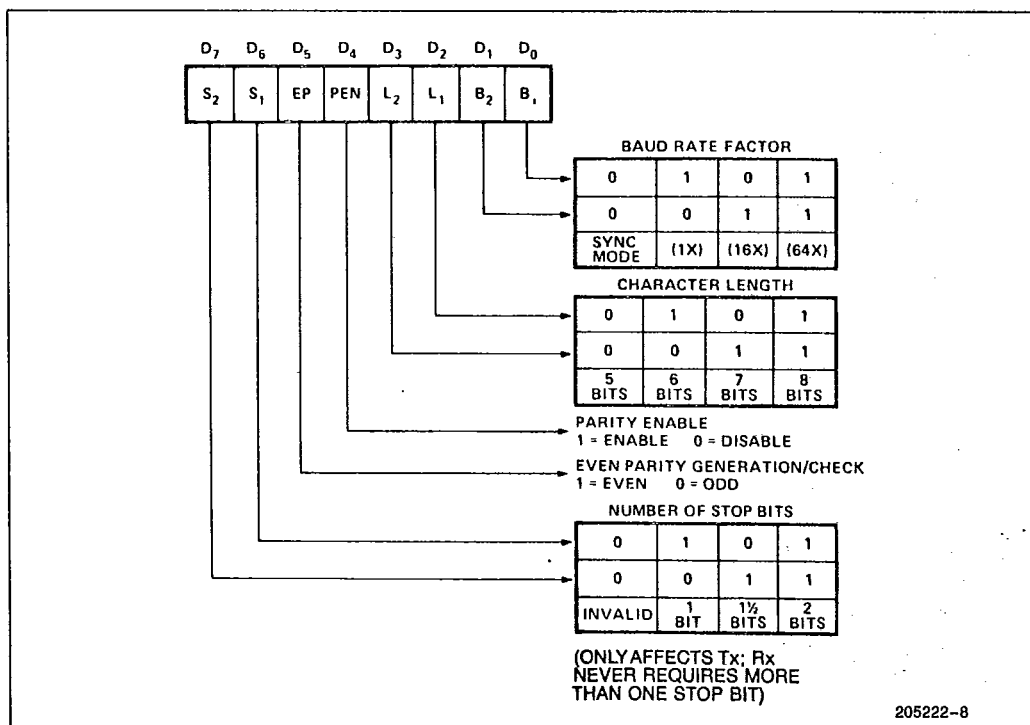 D7 D6 D5 D4 D3 D2 D1 D0
S2 S1 EP PEN L2 L1 B2 B1
BAUD RATE FACTOR
0 1 0 1
0 0 1 1
SYNC MODE (1X) (16X) (64X)
CHARACTER LENGTH
0 1 0 1
0 0 1 1
5 BITS 6 BITS 7 BITS 8 BITS
PARITY ENABLE
1 = ENABLE 0 = DISABLE
EVEN PARITY GENERATION/CHECK
1 = EVEN 0 = ODD
NUMBER OF STOP BITS
0 1 0 1
0 0 1 1
INVALID 1 BIT 1½ BITS 2 BITS
(ONLY AFFECTS Tx; Rx
NEVER REQUIRES MORE
THAN ONE STOP BIT)
205222-8